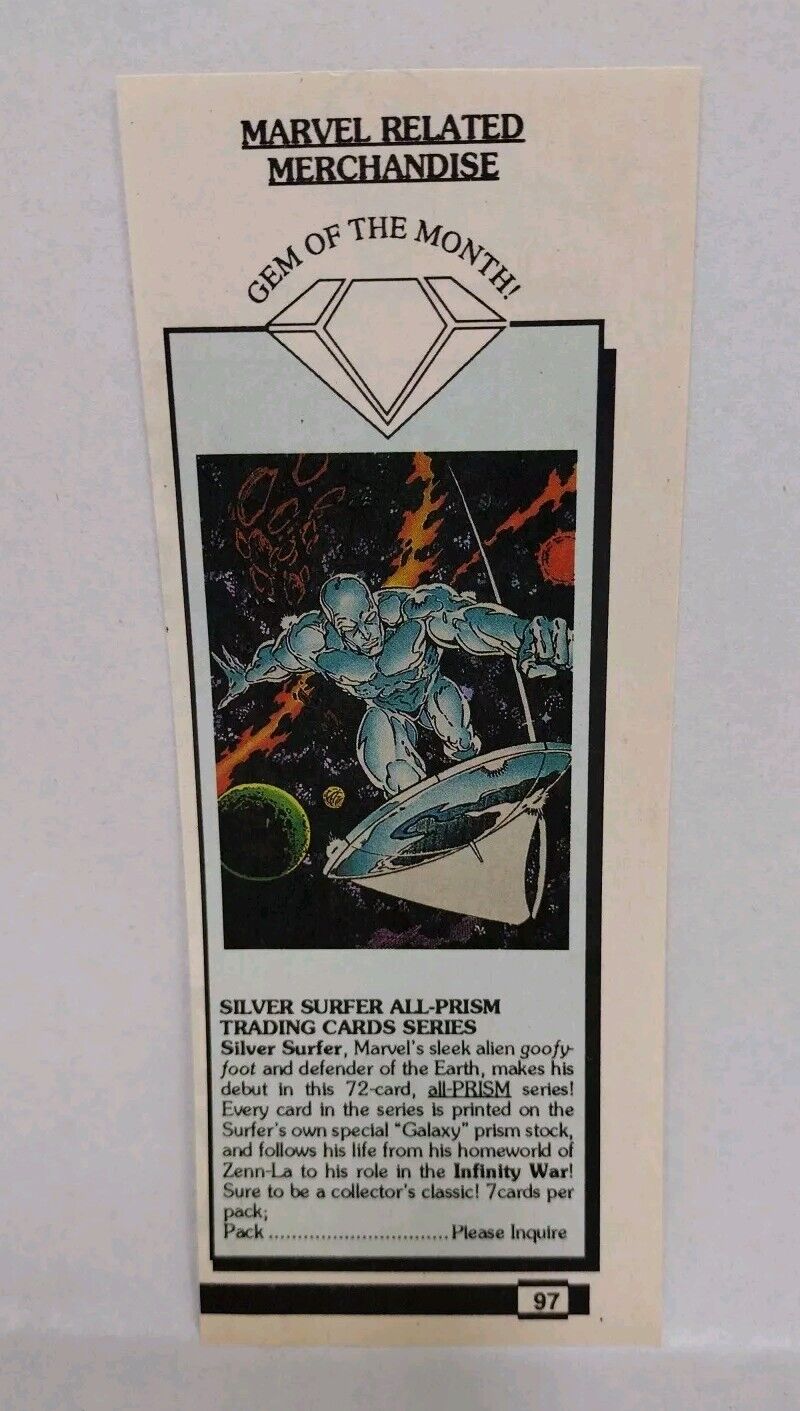 MARVEL RELATED
MERCHANDISE
GEM OF THE MONTH!
SILVER SURFER ALL-PRISM
TRADING CARDS SERIES
Silver Surfer, Marvel's sleek alien goofy-
foot and defender of the Earth, makes his
debut in this 72-card, all-PRISM series!
Every card in the series is printed on the
Surfer's own special "Galaxy" prism stock,
and follows his life from his homeworld of
Zenn-La to his role in the Infinity War!
Sure to be a collector's classic! 7cards per
pack;
Pack ................................ Please Inquire
97